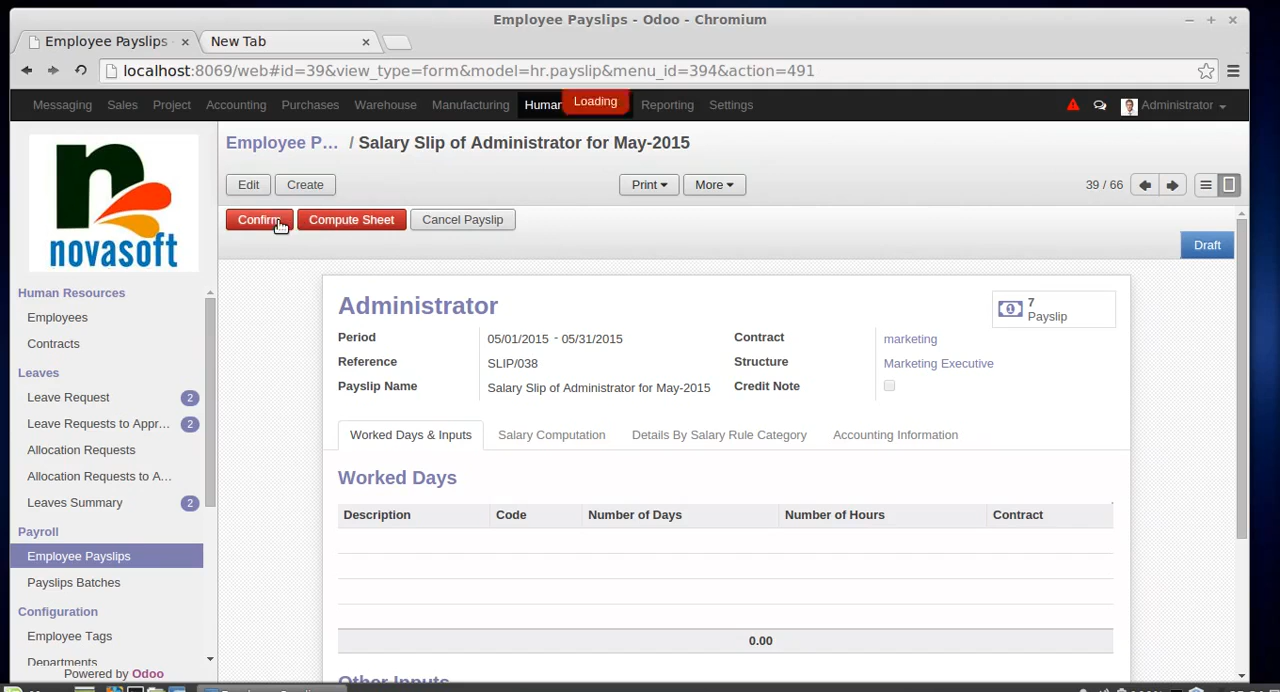 Employee Payslips - Odoo - Chromium
Employee Payslips
New Tab
localhost:8069/web#id=39&view_type=form&model=hr.payslip&menu_id=394&action=491
Messaging Sales Project Accounting Purchases Warehouse Manufacturing Human Loading Reporting Settings Administrator
novasoft
Employee P... / Salary Slip of Administrator for May-2015
Edit Create Print More 39 / 66
Confirm Compute Sheet Cancel Payslip
Draft
Human Resources
Employees
Contracts
Leaves
Leave Request 2
Leave Requests to Appr... 2
Allocation Requests
Allocation Requests to A...
Leaves Summary 2
Payroll
Employee Payslips
Payslips Batches
Configuration
Employee Tags
Departments
Powered by Odoo
Administrator
7
Payslip
Period 05/01/2015 - 05/31/2015 Contract marketing
Reference SLIP/038 Structure Marketing Executive
Payslip Name Salary Slip of Administrator for May-2015 Credit Note
Worked Days & Inputs Salary Computation Details By Salary Rule Category Accounting Information
Worked Days
Description Code Number of Days Number of Hours Contract
0.00
Other Inputs